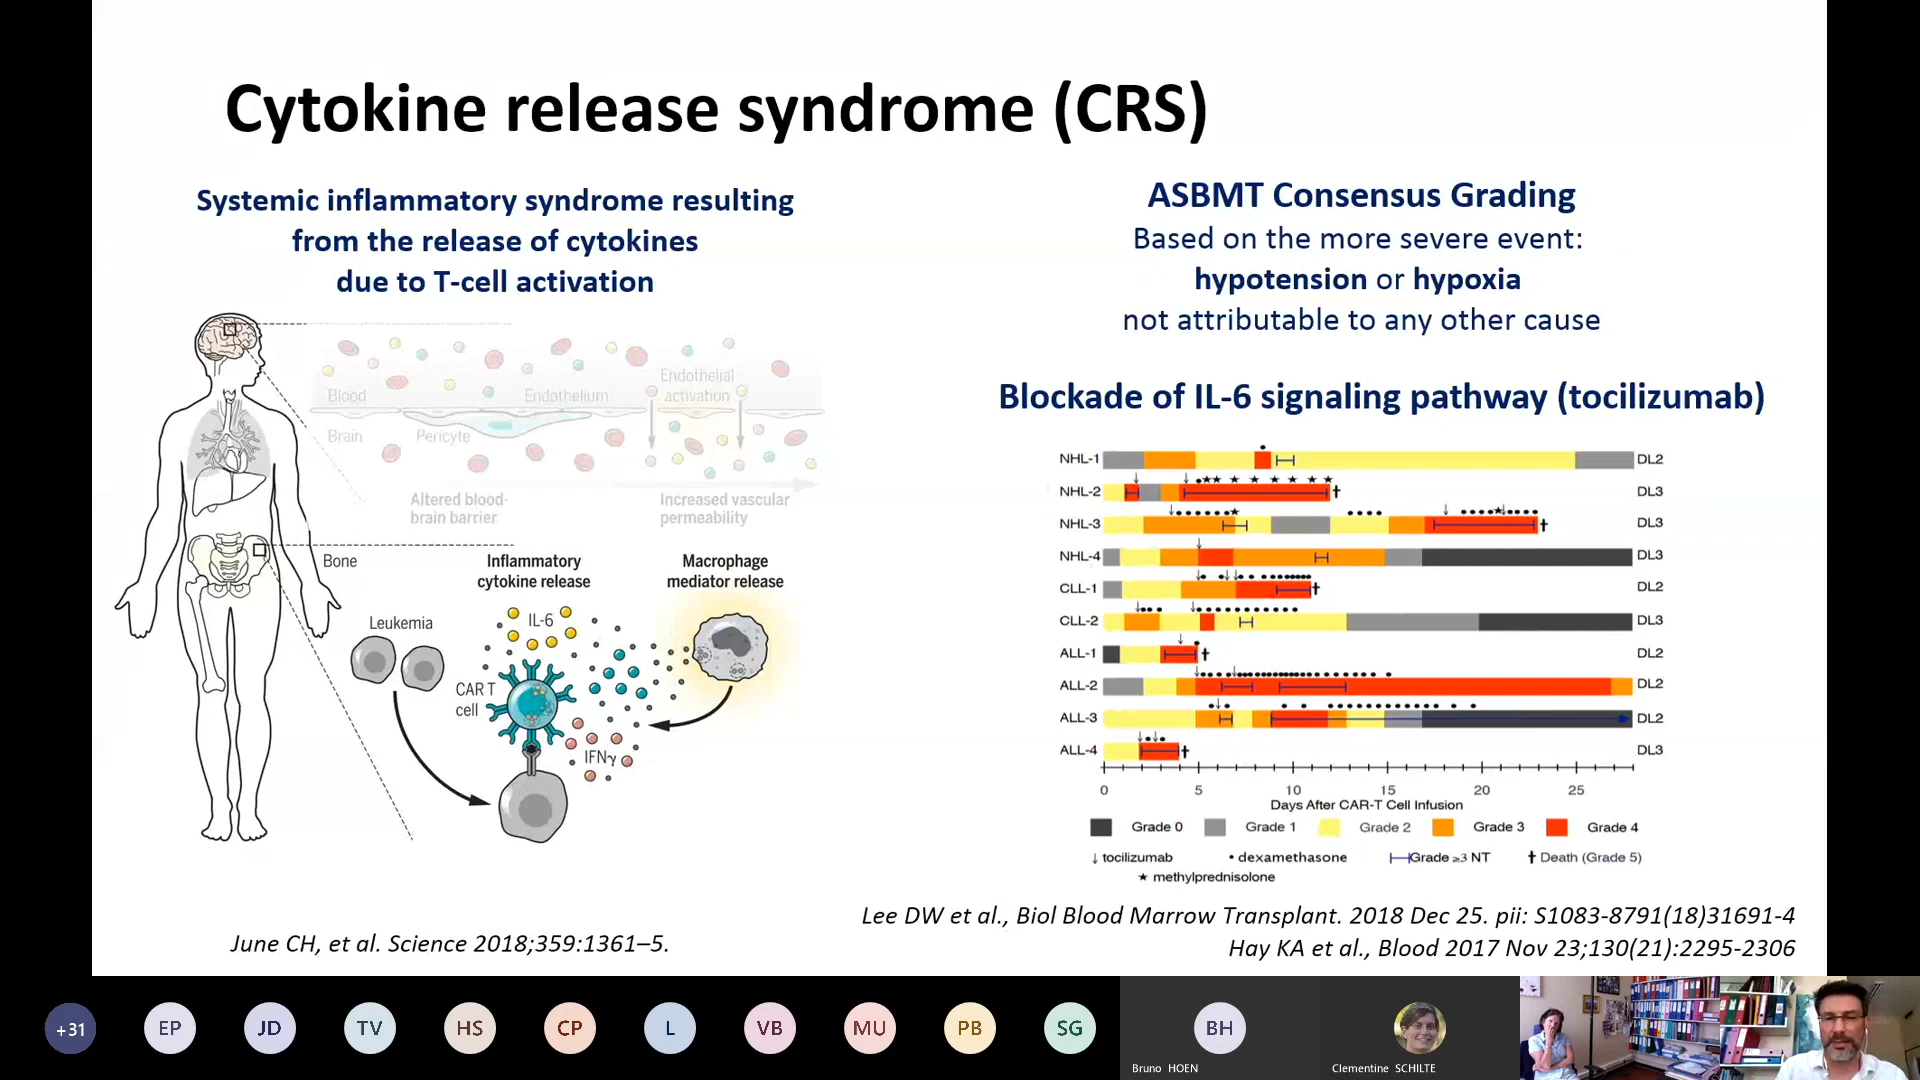 Cytokine release syndrome (CRS)
Systemic inflammatory syndrome resulting
from the release of cytokines
due to T-cell activation
Blood
Endothelium
Endothelial
activation
Brain
Pericyte
Altered blood-
brain barrier
Increased vascular
permeability
Bone
Inflammatory
cytokine release
Macrophage
mediator release
Leukemia
IL-6
CAR T
cell
IFNγ
June CH, et al. Science 2018;359:1361–5.
ASBMT Consensus Grading
Based on the more severe event:
hypotension or hypoxia
not attributable to any other cause
Blockade of IL-6 signaling pathway (tocilizumab)
NHL-1 DL2
NHL-2 DL3
NHL-3 DL3
NHL-4 DL3
CLL-1 DL2
CLL-2 DL3
ALL-1 DL2
ALL-2 DL2
ALL-3 DL2
ALL-4 DL3
0 5 10 15 20 25
Days After CAR-T Cell Infusion
Grade 0 Grade 1 Grade 2 Grade 3 Grade 4
↓ tocilizumab • dexamethasone Grade ≥3 NT † Death (Grade 5)
★ methylprednisolone
Lee DW et al., Biol Blood Marrow Transplant. 2018 Dec 25. pii: S1083-8791(18)31691-4
Hay KA et al., Blood 2017 Nov 23;130(21):2295-2306
+31 EP JD TV HS CP L VB MU PB SG BH
Bruno HOEN
Clementine SCHILTE